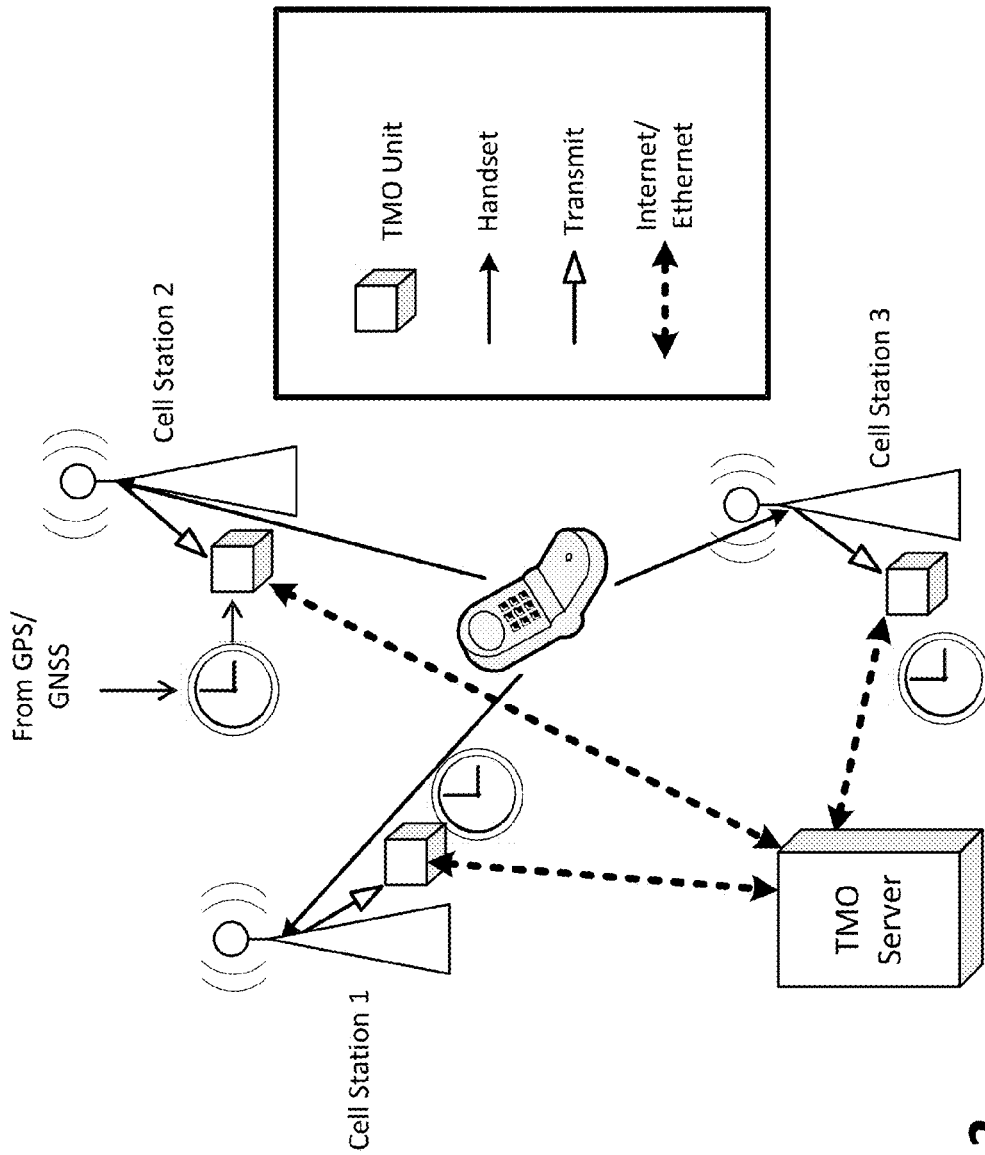 From GPS/
GNSS
Cell Station 1
Cell Station 2
Cell Station 3
TMO
Server
TMO Unit
Handset
Transmit
Internet/
Ethernet